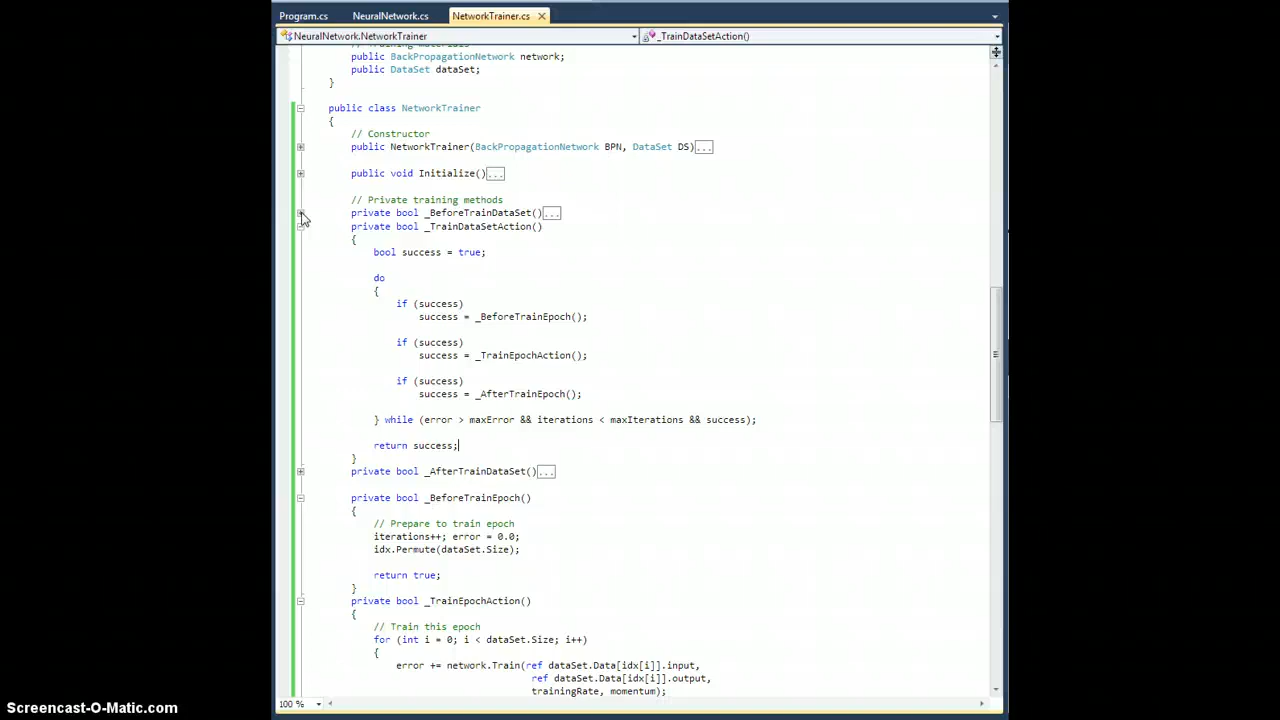 Program.cs NeuralNetwork.cs NetworkTrainer.cs
NeuralNetwork.NetworkTrainer _TrainDataSetAction()
// Training materials
public BackPropagationNetwork network;
public DataSet dataSet;
}
public class NetworkTrainer
{
// Constructor
public NetworkTrainer(BackPropagationNetwork BPN, DataSet DS)...
public void Initialize()...
// Private training methods
private bool _BeforeTrainDataSet()...
private bool _TrainDataSetAction()
{
bool success = true;
do
{
if (success)
success = _BeforeTrainEpoch();
if (success)
success = _TrainEpochAction();
if (success)
success = _AfterTrainEpoch();
} while (error > maxError && iterations < maxIterations && success);
return success;
}
private bool _AfterTrainDataSet()...
private bool _BeforeTrainEpoch()
{
// Prepare to train epoch
iterations++; error = 0.0;
idx.Permute(dataSet.Size);
return true;
}
private bool _TrainEpochAction()
{
// Train this epoch
for (int i = 0; i < dataSet.Size; i++)
{
error += network.Train(ref dataSet.Data[idx[i]].input,
ref dataSet.Data[idx[i]].output,
trainingRate, momentum);
100 %
Screencast-O-Matic.com